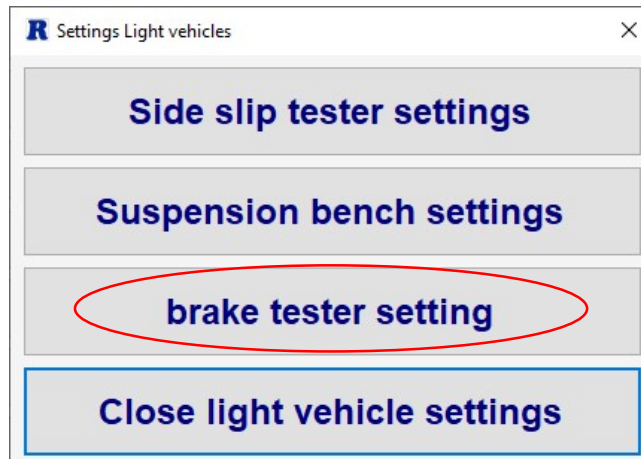 R Settings Light vehicles
Side slip tester settings
Suspension bench settings
brake tester setting
Close light vehicle settings